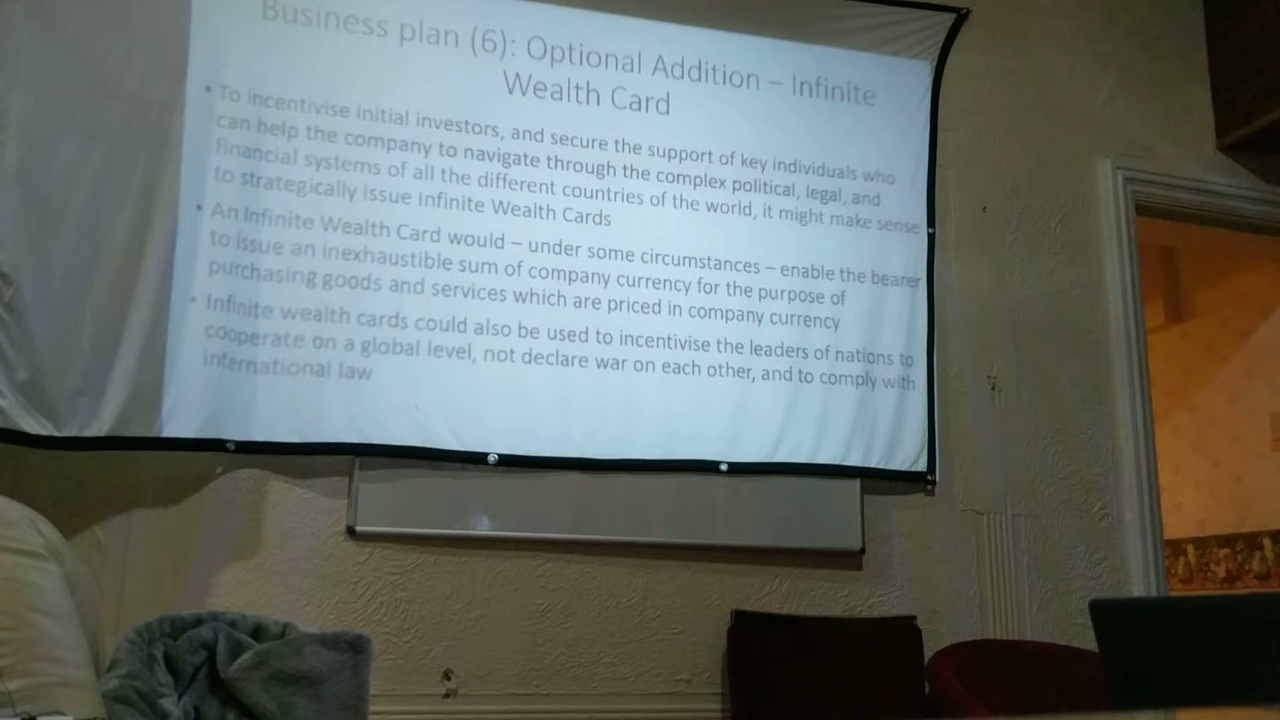 Business plan (6): Optional Addition – Infinite
Wealth Card
• To incentivise initial investors, and secure the support of key individuals who
can help the company to navigate through the complex political, legal, and
financial systems of all the different countries of the world, it might make sense
to strategically issue Infinite Wealth Cards
• An Infinite Wealth Card would – under some circumstances – enable the bearer
to issue an inexhaustible sum of company currency for the purpose of
purchasing goods and services which are priced in company currency
• Infinite wealth cards could also be used to incentivise the leaders of nations to
cooperate on a global level, not declare war on each other, and to comply with
international law